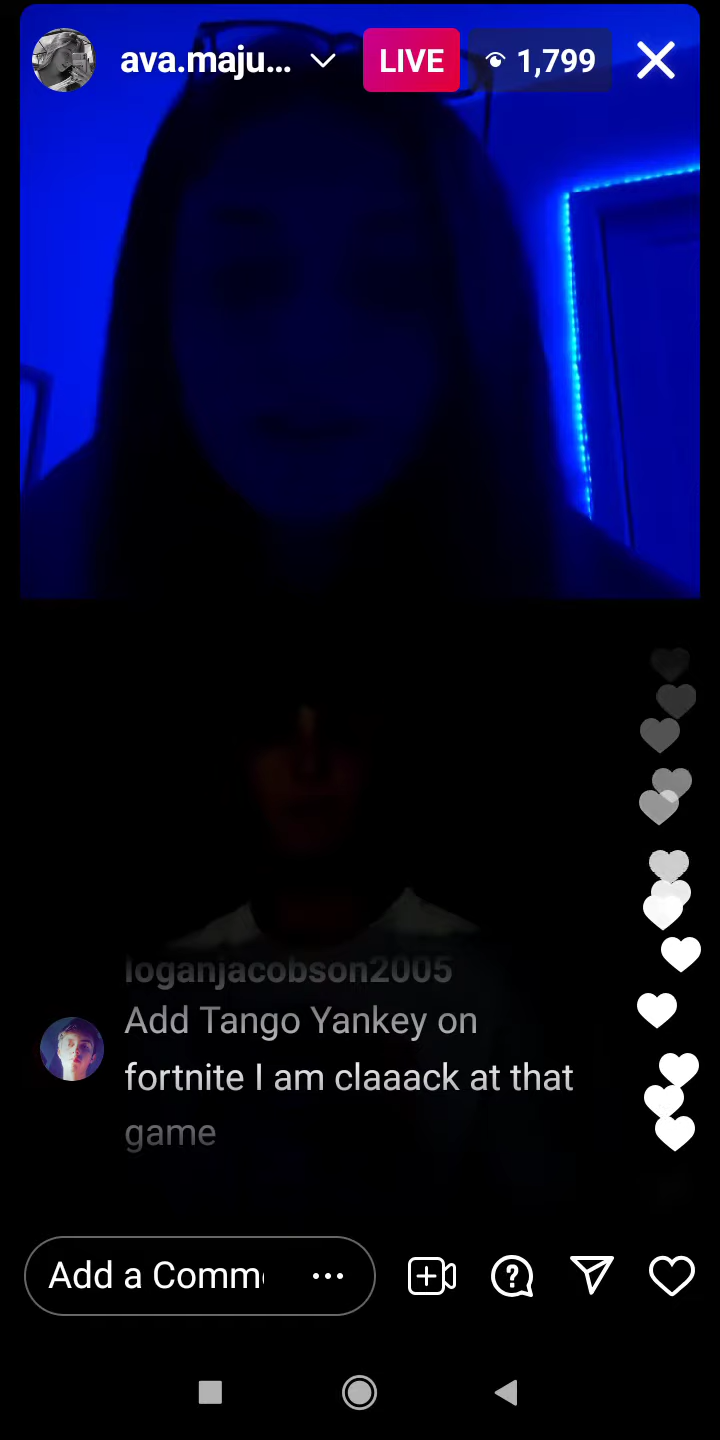 ava.maju... LIVE 1,799
loganjacobson2005
Add Tango Yankey on
fortnite I am claaack at that
game
Add a Comm